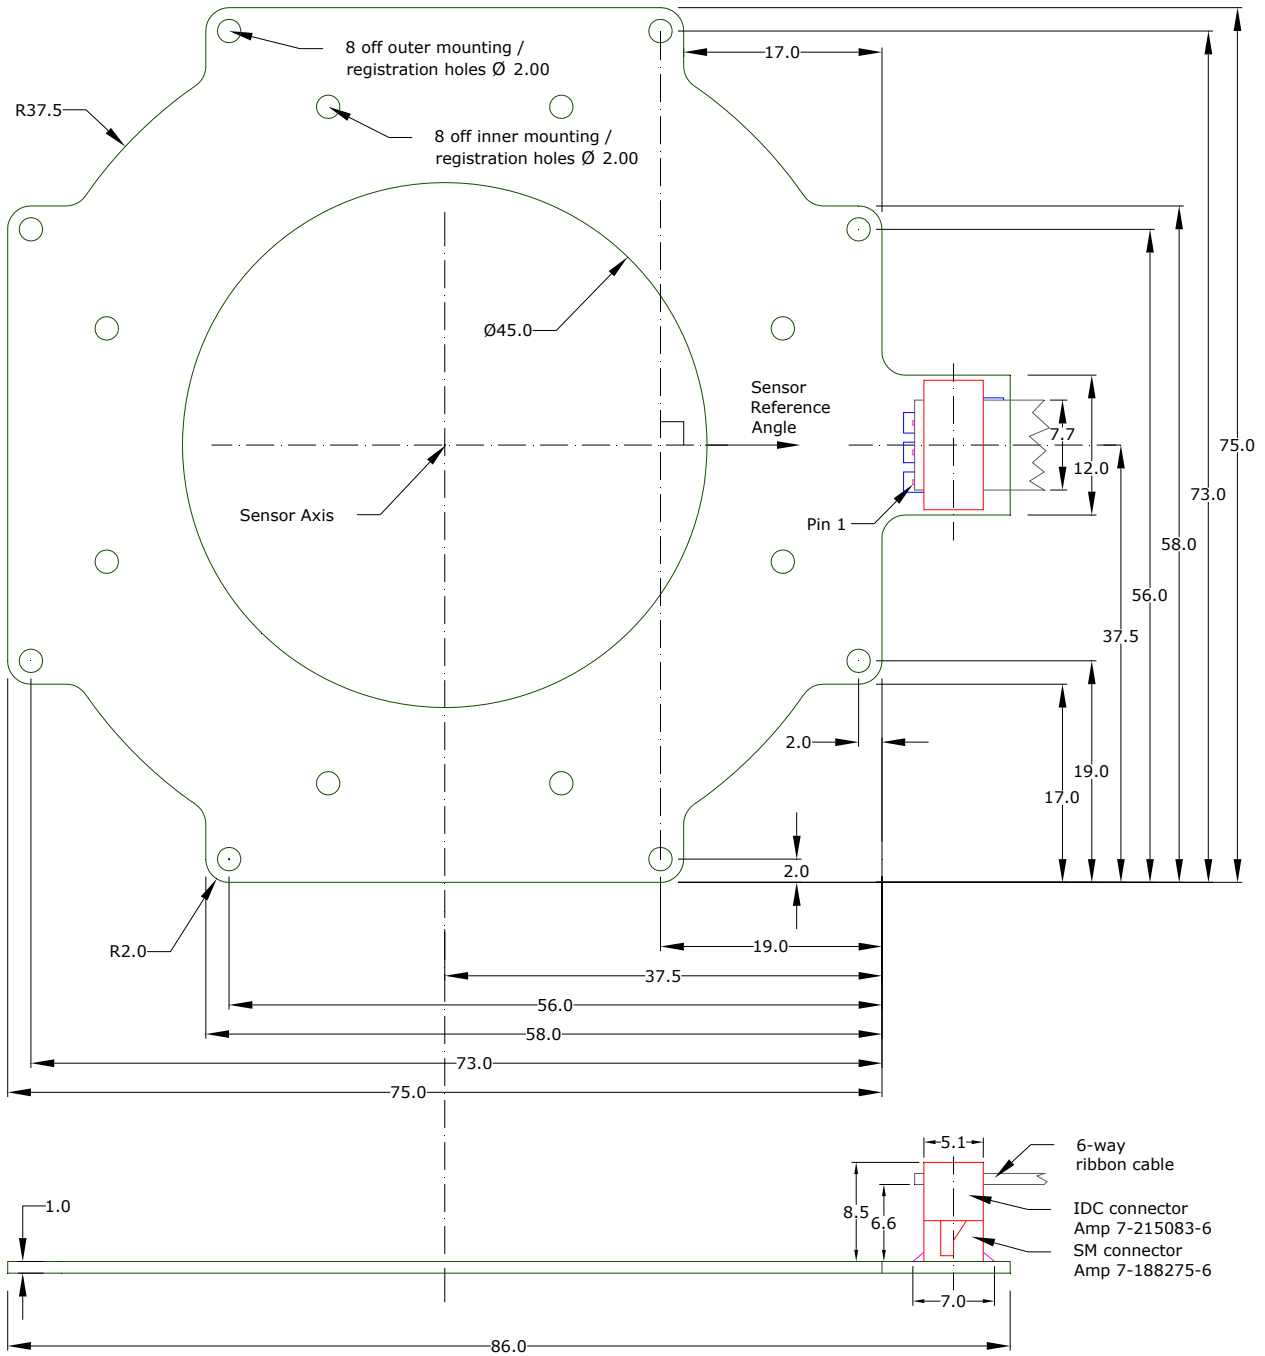 8 off outer mounting /
registration holes Ø 2.00
17.0
R37.5
8 off inner mounting /
registration holes Ø 2.00
Ø45.0
Sensor
Reference
Angle
7.7
75.0
12.0
73.0
Sensor Axis
Pin 1
58.0
56.0
37.5
2.0
19.0
17.0
2.0
R2.0
19.0
37.5
56.0
58.0
73.0
75.0
5.1
6-way
ribbon cable
1.0
8.5
6.6
IDC connector
Amp 7-215083-6
SM connector
Amp 7-188275-6
7.0
86.0